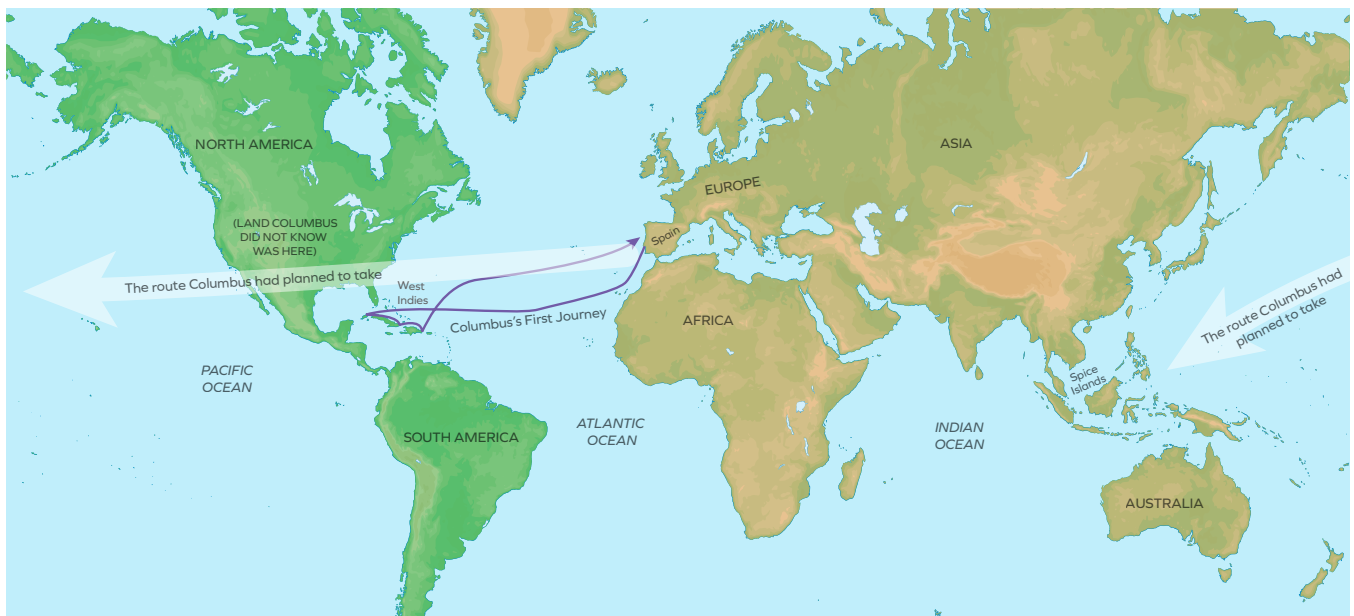 NORTH AMERICA
(LAND COLUMBUS
DID NOT KNOW
WAS HERE)
The route Columbus had planned to take
West
Indies
Columbus's First Journey
PACIFIC
OCEAN
SOUTH AMERICA
ATLANTIC
OCEAN
EUROPE
Spain
AFRICA
ASIA
INDIAN
OCEAN
Spice
Islands
The route Columbus had
planned to take
AUSTRALIA